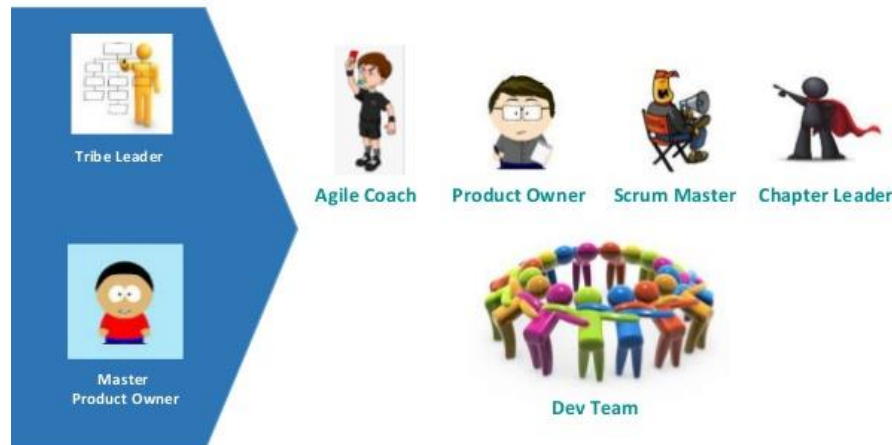 Tribe Leader
Master
Product Owner
Agile Coach
Product Owner
Scrum Master
Chapter Leader
Dev Team